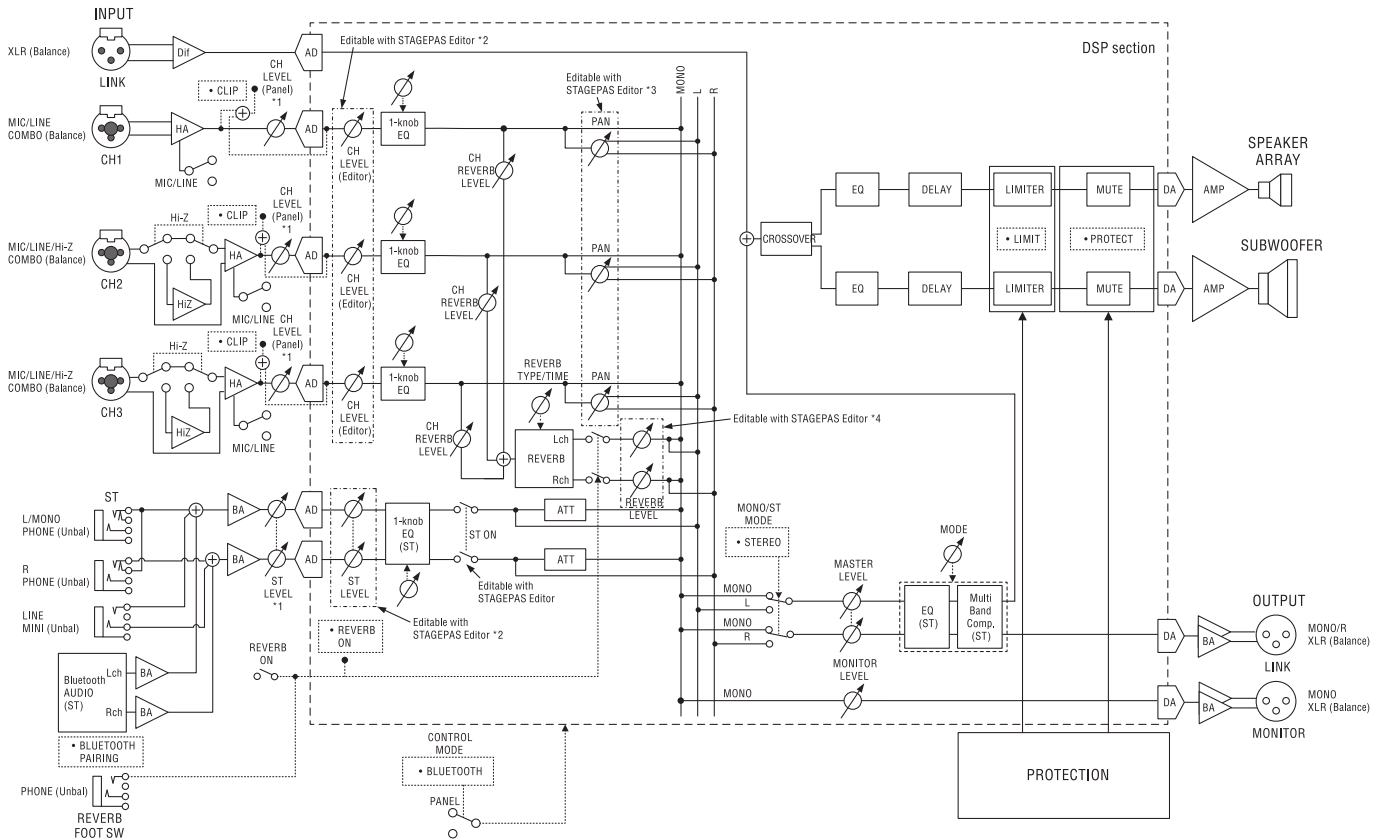 INPUT
XLR (Balance)
LINK
Dif
AD
Editable with STAGEPAS Editor *2
DSP section
CH
LEVEL
(Panel)
*1
• CLIP
Editable with
STAGEPAS Editor *3
MONO
L
R
MIC/LINE
COMBO (Balance)
CH1
HA
MIC/LINE
AD
CH
LEVEL
(Editor)
1-knob
EQ
CH
REVERB
LEVEL
PAN
Hi-Z
• CLIP
CH
LEVEL
(Panel)
*1
MIC/LINE/Hi-Z
COMBO (Balance)
CH2
HiZ
HA
MIC/LINE
AD
CH
LEVEL
(Editor)
1-knob
EQ
CH
REVERB
LEVEL
PAN
Hi-Z
• CLIP
CH
LEVEL
(Panel)
*1
MIC/LINE/Hi-Z
COMBO (Balance)
CH3
HiZ
HA
MIC/LINE
AD
CH
LEVEL
(Editor)
1-knob
EQ
CH
REVERB
LEVEL
REVERB
TYPE/TIME
PAN
Editable with STAGEPAS Editor *4
Lch
REVERB
Rch
REVERB
LEVEL
CROSSOVER
EQ
DELAY
LIMITER
MUTE
DA
AMP
SPEAKER
ARRAY
• LIMIT
• PROTECT
EQ
DELAY
LIMITER
MUTE
DA
AMP
SUBWOOFER
ST
L/MONO
PHONE (Unbal)
R
PHONE (Unbal)
LINE
MINI (Unbal)
BA
BA
ST
LEVEL
*1
AD
AD
ST
LEVEL
1-knob
EQ
(ST)
ST ON
ATT
ATT
Editable with
STAGEPAS Editor
Editable with
STAGEPAS Editor *2
Bluetooth
AUDIO
(ST)
Lch
Rch
BA
BA
• BLUETOOTH
PAIRING
REVERB
ON
• REVERB
ON
PHONE (Unbal)
REVERB
FOOT SW
CONTROL
MODE
• BLUETOOTH
PANEL
MONO/ST
MODE
• STEREO
MONO
L
MONO
R
MASTER
LEVEL
MODE
EQ
(ST)
Multi
Band
Comp.
(ST)
MONITOR
LEVEL
MONO
DA
BA
OUTPUT
MONO/R
XLR (Balance)
LINK
DA
BA
MONO
XLR (Balance)
MONITOR
PROTECTION